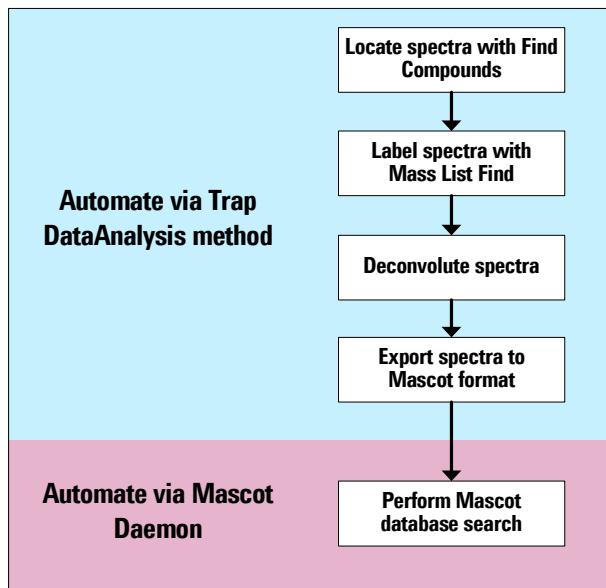 Locate spectra with Find
Compounds
Label spectra with
Mass List Find
Automate via Trap
DataAnalysis method
Deconvolute spectra
Export spectra to
Mascot format
Automate via Mascot
Daemon
Perform Mascot
database search